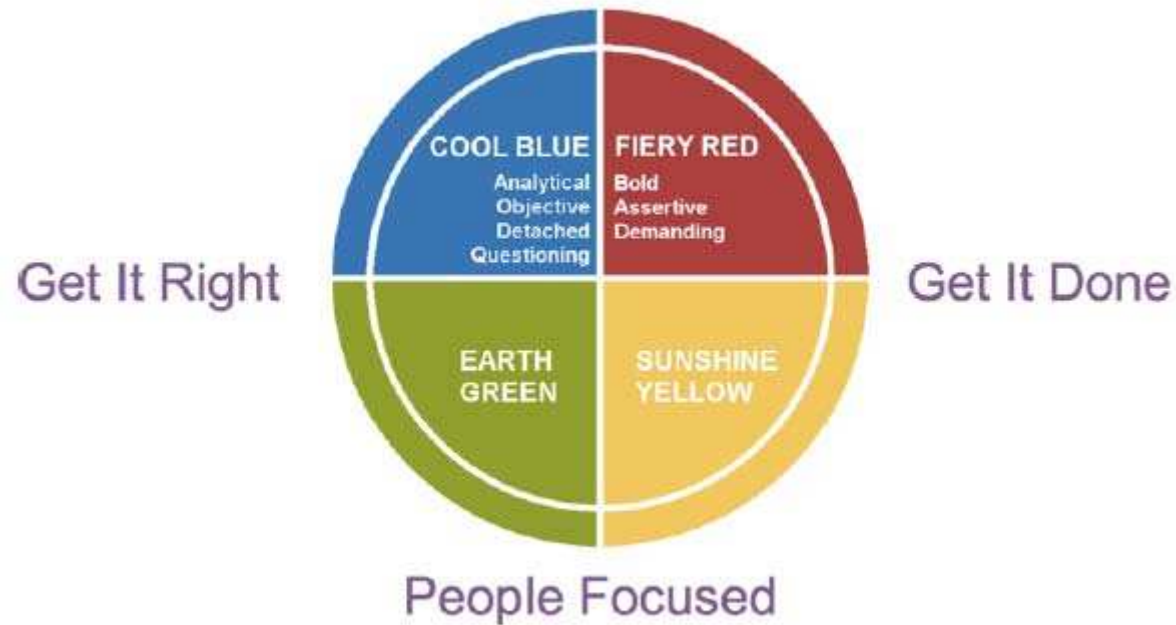 COOL BLUE
Analytical
Objective
Detached
Questioning
FIERY RED
Bold
Assertive
Demanding
Get It Right
Get It Done
EARTH
GREEN
SUNSHINE
YELLOW
People Focused